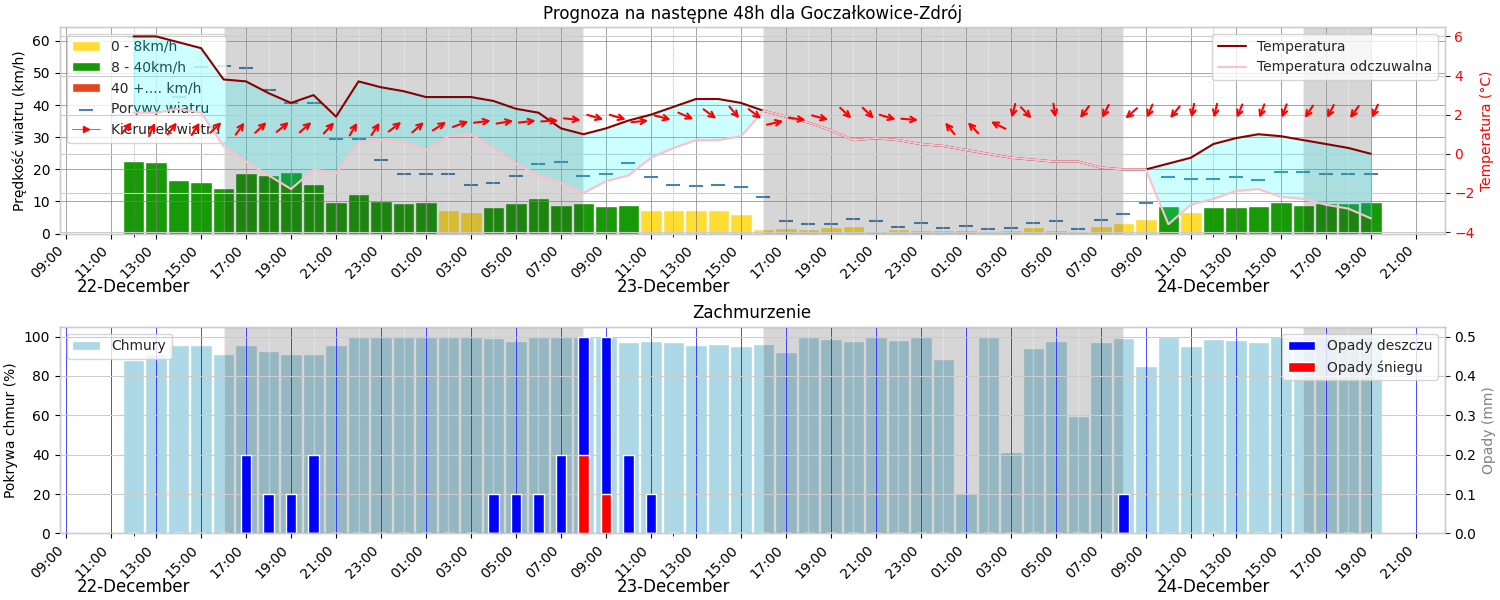 Prognoza na następne 48h dla Goczałkowice-Zdrój
Prędkość wiatru (km/h)
60
50
40
30
20
10
0
0 - 8km/h
8 - 40km/h
40 +.... km/h
Porywy wiatru
Kierunek wiatru
Temperatura
Temperatura odczuwalna
6
4
2
0
−2
−4
Temperatura (°C)
09:00 11:00 13:00 15:00 17:00 19:00 21:00 23:00 01:00 03:00 05:00 07:00 09:00 11:00 13:00 15:00 17:00 19:00 21:00 23:00 01:00 03:00 05:00 07:00 09:00 11:00 13:00 15:00 17:00 19:00 21:00
22-December 23-December 24-December
Zachmurzenie
Pokrywa chmur (%)
100
80
60
40
20
0
Chmury
Opady deszczu
Opady śniegu
0.5
0.4
0.3
0.2
0.1
0.0
Opady (mm)
09:00 11:00 13:00 15:00 17:00 19:00 21:00 23:00 01:00 03:00 05:00 07:00 09:00 11:00 13:00 15:00 17:00 19:00 21:00 23:00 01:00 03:00 05:00 07:00 09:00 11:00 13:00 15:00 17:00 19:00 21:00
22-December 23-December 24-December